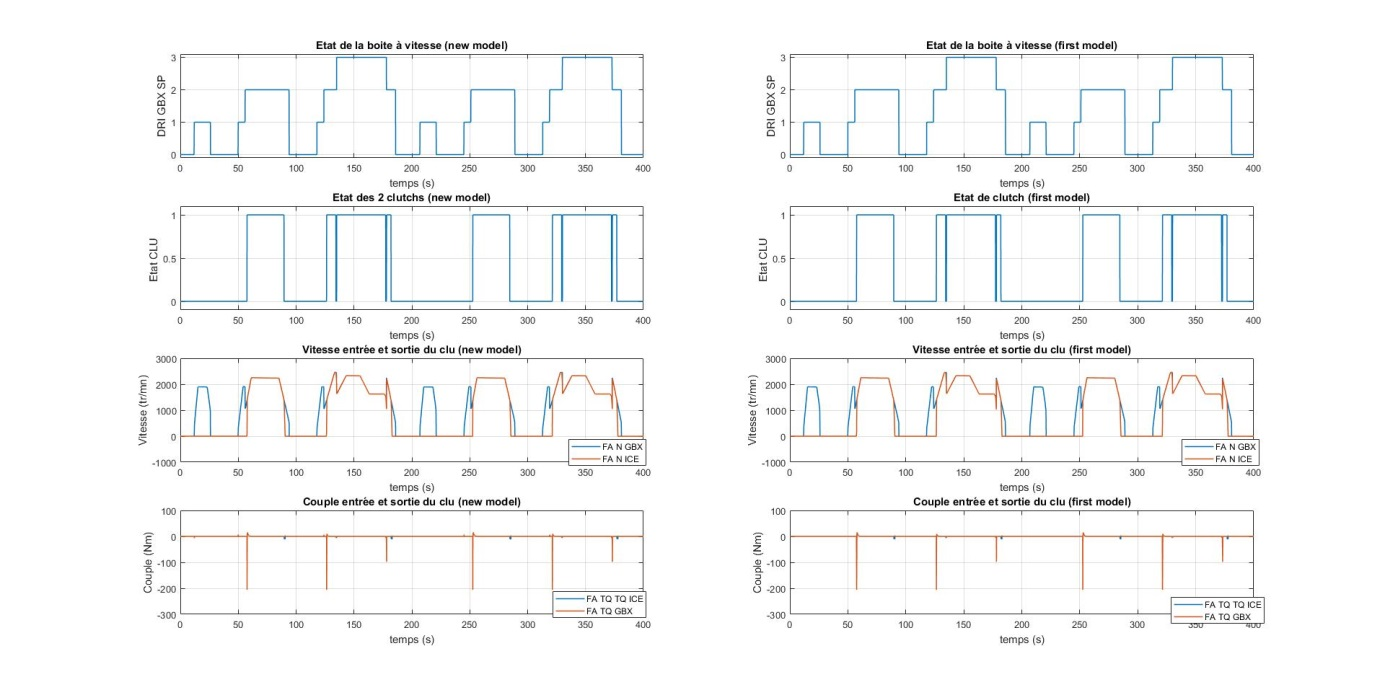 Etat de la boite à vitesse (new model)
DRI GBX SP
3
2
1
0
0 50 100 150 200 250 300 350 400
temps (s)
Etat des 2 clutchs (new model)
Etat CLU
1
0.5
0
0 50 100 150 200 250 300 350 400
temps (s)
Vitesse entrée et sortie du clu (new model)
Vitesse (tr/mn)
3000
2000
1000
0
-1000
FA N GBX
FA N ICE
0 50 100 150 200 250 300 350 400
temps (s)
Couple entrée et sortie du clu (new model)
Couple (Nm)
100
0
-100
-200
-300
FA TQ TQ ICE
FA TQ GBX
0 50 100 150 200 250 300 350 400
temps (s)
Etat de la boite à vitesse (first model)
DRI GBX SP
3
2
1
0
0 50 100 150 200 250 300 350 400
temps (s)
Etat de clutch (first model)
Etat CLU
1
0.5
0
0 50 100 150 200 250 300 350 400
temps (s)
Vitesse entrée et sortie du clu (first model)
Vitesse (tr/mn)
3000
2000
1000
0
-1000
FA N GBX
FA N ICE
0 50 100 150 200 250 300 350 400
temps (s)
Couple entrée et sortie du clu (first model)
Couple (Nm)
100
0
-100
-200
-300
FA TQ TQ ICE
FA TQ GBX
0 50 100 150 200 250 300 350 400
temps (s)